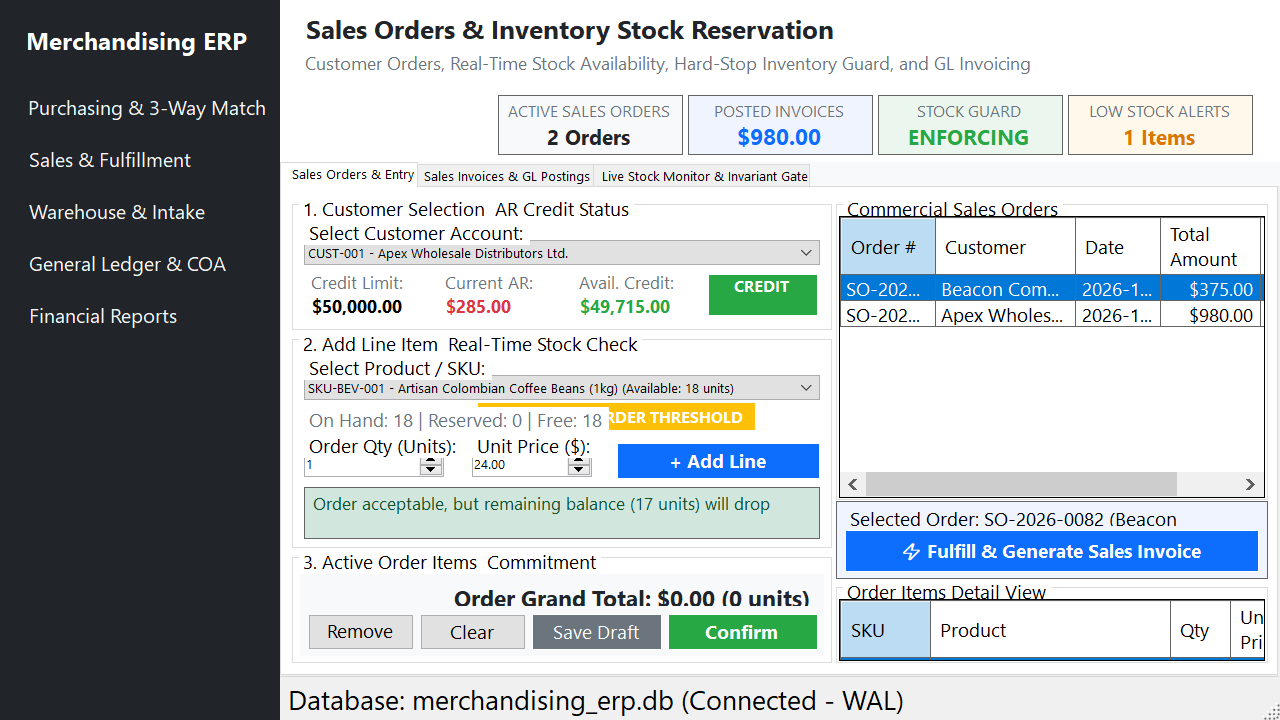 Merchandising ERP
Purchasing & 3-Way Match
Sales & Fulfillment
Warehouse & Intake
General Ledger & COA
Financial Reports
Sales Orders & Inventory Stock Reservation
Customer Orders, Real-Time Stock Availability, Hard-Stop Inventory Guard, and GL Invoicing
ACTIVE SALES ORDERS
2 Orders
POSTED INVOICES
$980.00
STOCK GUARD
ENFORCING
LOW STOCK ALERTS
1 Items
Sales Orders & Entry
Sales Invoices & GL Postings
Live Stock Monitor & Invariant Gate
1. Customer Selection  AR Credit Status
Select Customer Account:
CUST-001 - Apex Wholesale Distributors Ltd.
Credit Limit:
$50,000.00
Current AR:
$285.00
Avail. Credit:
$49,715.00
CREDIT
2. Add Line Item  Real-Time Stock Check
Select Product / SKU:
SKU-BEV-001 - Artisan Colombian Coffee Beans (1kg) (Available: 18 units)
On Hand: 18 | Reserved: 0 | Free: 18
RDER THRESHOLD
Order Qty (Units):
1
Unit Price ($):
24.00
+ Add Line
Order acceptable, but remaining balance (17 units) will drop
3. Active Order Items  Commitment
Order Grand Total: $0.00 (0 units)
Remove
Clear
Save Draft
Confirm
Commercial Sales Orders
Order # Customer Date Total Amount
SO-202... Beacon Com... 2026-1... $375.00
SO-202... Apex Wholes... 2026-1... $980.00
Selected Order: SO-2026-0082 (Beacon
Fulfill & Generate Sales Invoice
Order Items Detail View
SKU Product Qty Un
Pri
Database: merchandising_erp.db (Connected - WAL)